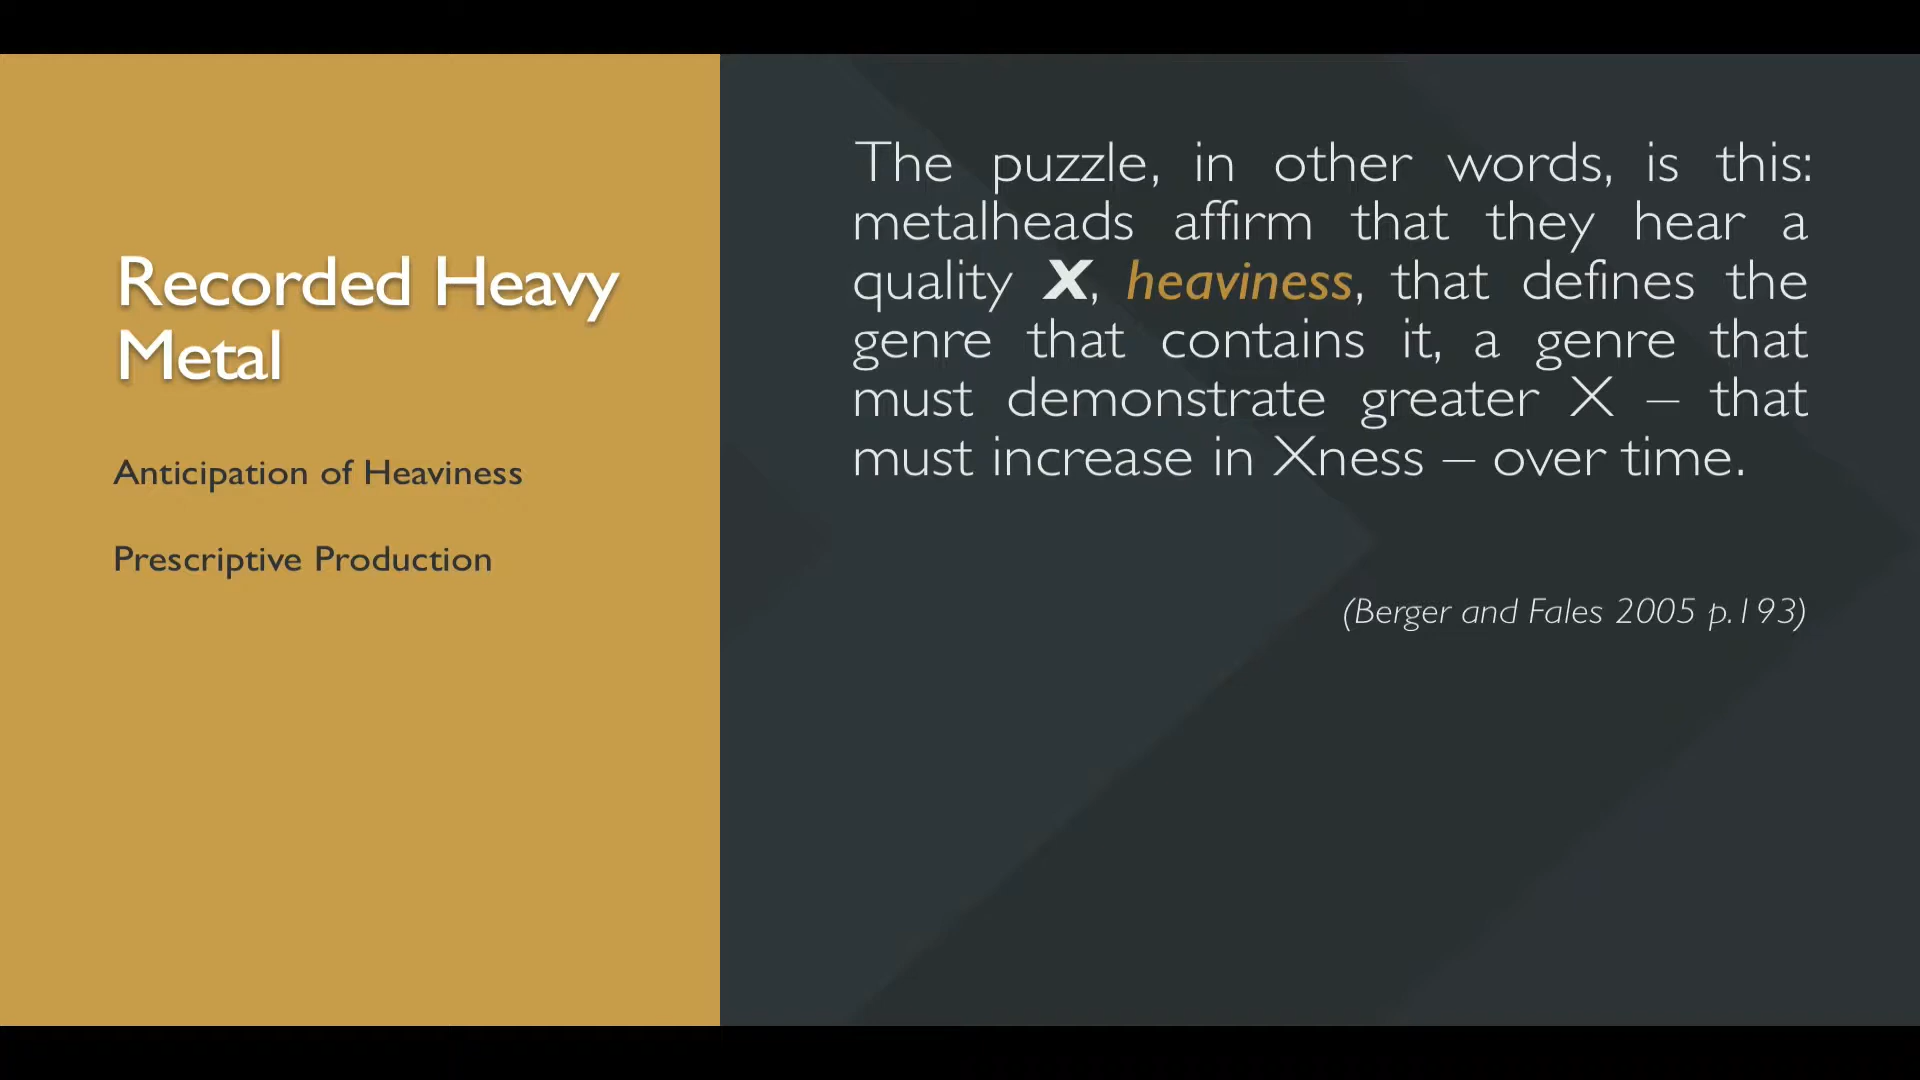 Recorded Heavy
Metal
Anticipation of Heaviness
Prescriptive Production
The puzzle, in other words, is this:
metalheads affirm that they hear a
quality X, heaviness, that defines the
genre that contains it, a genre that
must demonstrate greater X – that
must increase in Xness – over time.
(Berger and Fales 2005 p.193)